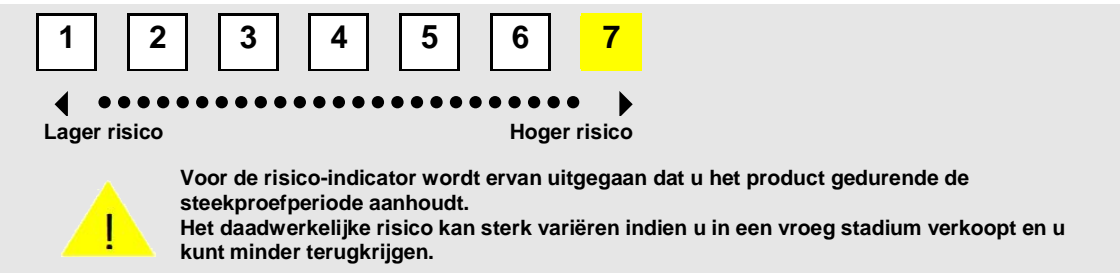 1 2 3 4 5 6 7
Lager risico Hoger risico
Voor de risico-indicator wordt ervan uitgegaan dat u het product gedurende de
steekproefperiode aanhoudt.
Het daadwerkelijke risico kan sterk variëren indien u in een vroeg stadium verkoopt en u
kunt minder terugkrijgen.
!